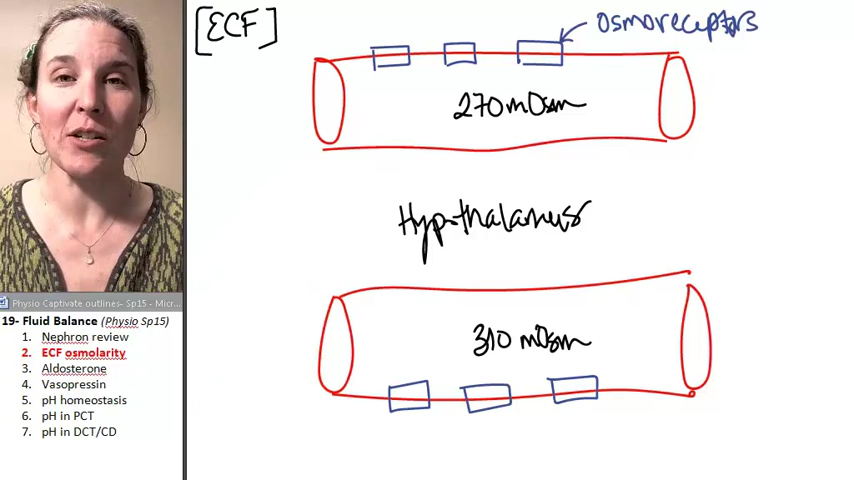 [ECF]
osmoreceptors
270 mOsm
Hypothalamus
310 mOsm
Physio Captivate outlines- Sp15 - Micr...
19- Fluid Balance (Physio Sp15)
1. Nephron review
2. ECF osmolarity
3. Aldosterone
4. Vasopressin
5. pH homeostasis
6. pH in PCT
7. pH in DCT/CD